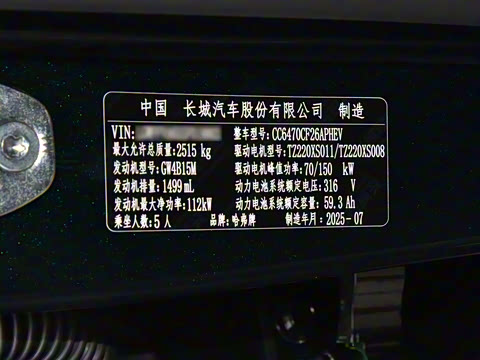 中国 长城汽车股份有限公司 制造
VIN: 整车型号: CC6470CF26APHEV
最大允许总质量: 2515 kg 驱动电机型号: TZ220XS011/TZ220XS008
发动机型号: GW4B15M 驱动电机峰值功率: 70/150 kW
发动机排量: 1499 mL 动力电池系统额定电压: 316 V
发动机最大净功率: 112kW 动力电池系统额定容量: 59.3 Ah
乘坐人数: 5 人 品牌: 哈弗牌 制造年月: 2025-07